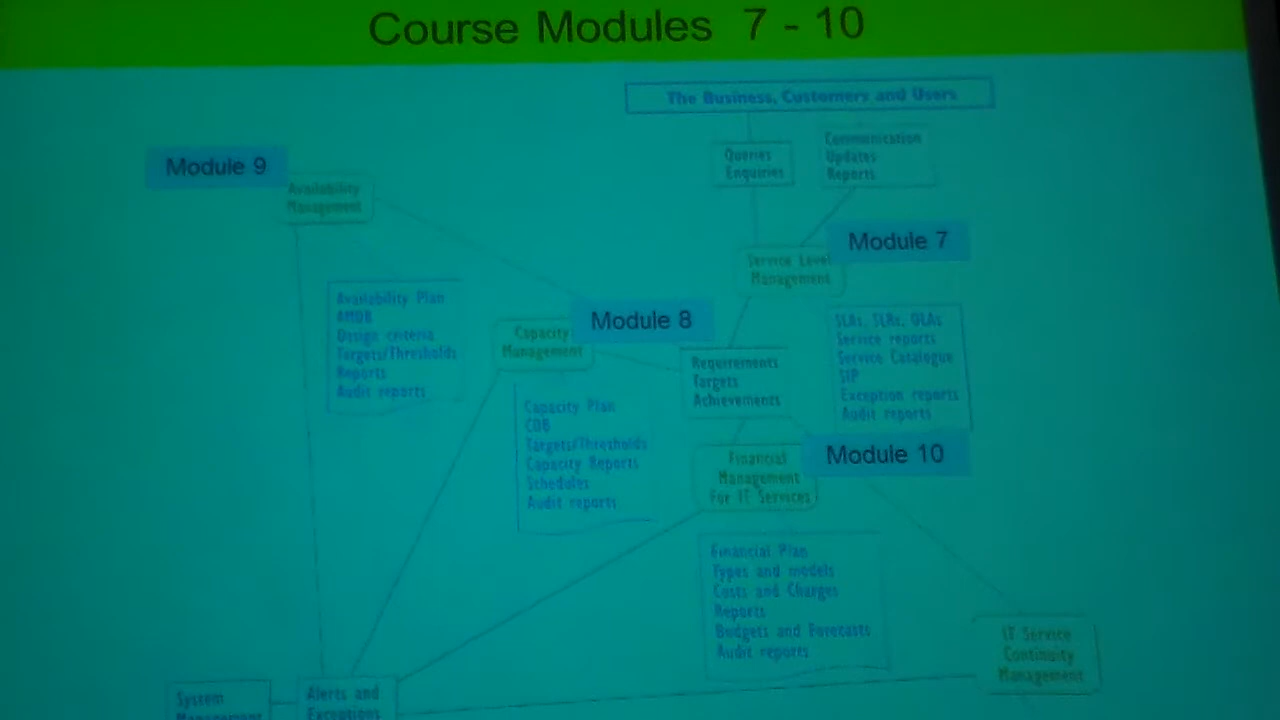 Course Modules 7 - 10
The Business, Customers and Users
Queries
Enquiries
Communication
Updates
Reports
Module 9
Availability
Management
Module 7
Service Level
Management
Availability Plan
AMDB
Design criteria
Targets/Thresholds
Reports
Audit reports
Module 8
Capacity
Management
Requirements
Targets
Achievements
SLAs, SLRs, OLAs
Service reports
Service Catalogue
SIP
Exception reports
Audit reports
Capacity Plan
CDB
Targets/Thresholds
Capacity Reports
Schedules
Audit reports
Module 10
Financial
Management
For IT Services
Financial Plan
Types and models
Costs and Charges
Reports
Budgets and Forecasts
Audit reports
IT Service
Continuity
Management
System
Management
Alerts and
Exceptions